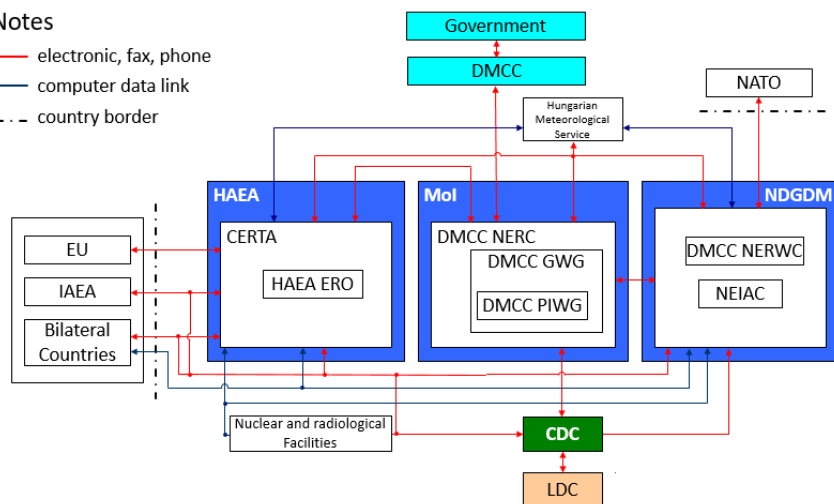 Notes
electronic, fax, phone
computer data link
country border
Government
DMCC
NATO
Hungarian
Meteorological
Service
HAEA
MoI
NDGDM
CERTA
HAEA ERO
DMCC NERC
DMCC GWG
DMCC PIWG
DMCC NERWC
NEIAC
EU
IAEA
Bilateral
Countries
Nuclear and radiological
Facilities
CDC
LDC